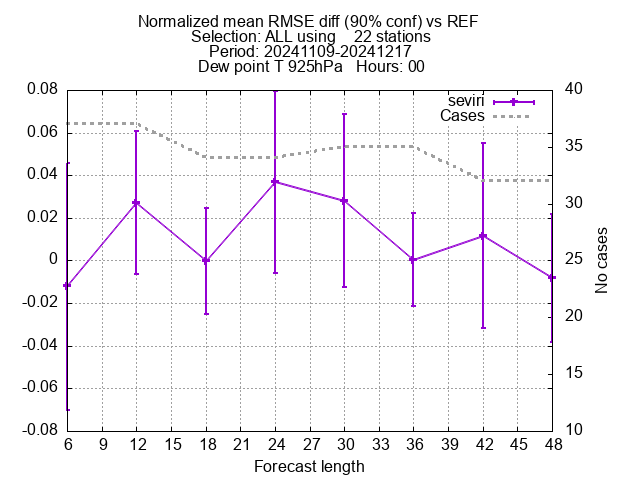 Normalized mean RMSE diff (90% conf) vs REF
Selection: ALL using    22 stations
Period: 20241109-20241217
Dew point T 925hPa   Hours: 00
seviri
Cases
0.08
0.06
0.04
0.02
0
-0.02
-0.04
-0.06
-0.08
40
35
30
25
20
15
10
No cases
6 9 12 15 18 21 24 27 30 33 36 39 42 45 48
Forecast length